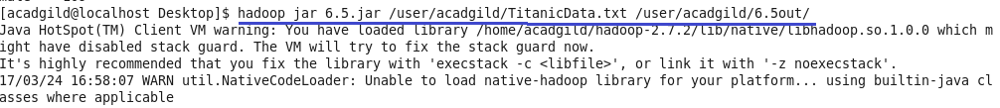 [acadgild@localhost Desktop]$ hadoop jar 6.5.jar /user/acadgild/TitanicData.txt /user/acadgild/6.5out/
Java HotSpot(TM) Client VM warning: You have loaded library /home/acadgild/hadoop-2.7.2/lib/native/libhadoop.so.1.0.0 which m
ight have disabled stack guard. The VM will try to fix the stack guard now.
It's highly recommended that you fix the library with 'execstack -c <libfile>', or link it with '-z noexecstack'.
17/03/24 16:58:07 WARN util.NativeCodeLoader: Unable to load native-hadoop library for your platform... using builtin-java cl
asses where applicable